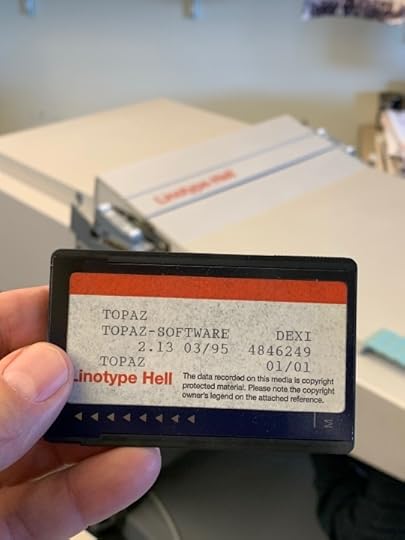 Linotype-Hell
TOPAZ
TOPAZ-SOFTWARE DEXI
2.13 03/95 4846249
TOPAZ 01/01
Linotype Hell
The data recorded on this media is copyright
protected material. Please note the copyright
owner's legend on the attached reference.
M